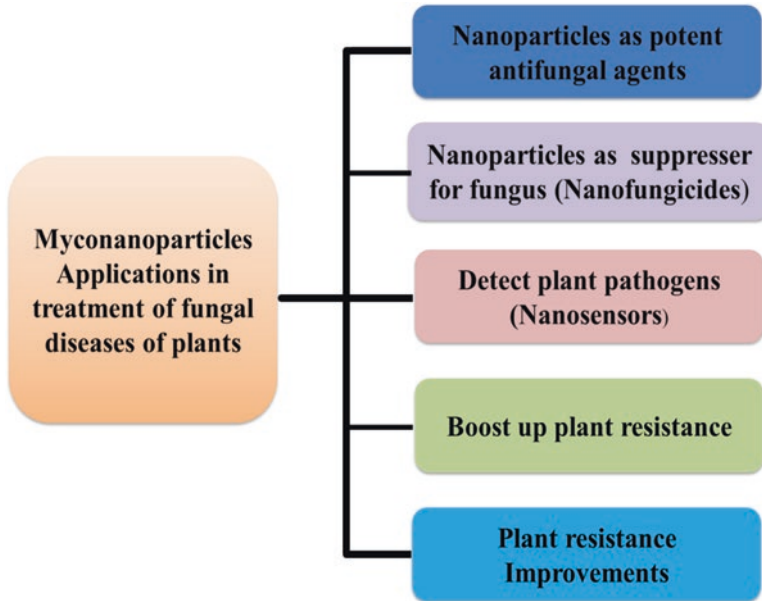 Myconanoparticles
Applications in
treatment of fungal
diseases of plants
Nanoparticles as potent
antifungal agents
Nanoparticles as suppresser
for fungus (Nanofungicides)
Detect plant pathogens
(Nanosensors)
Boost up plant resistance
Plant resistance
Improvements